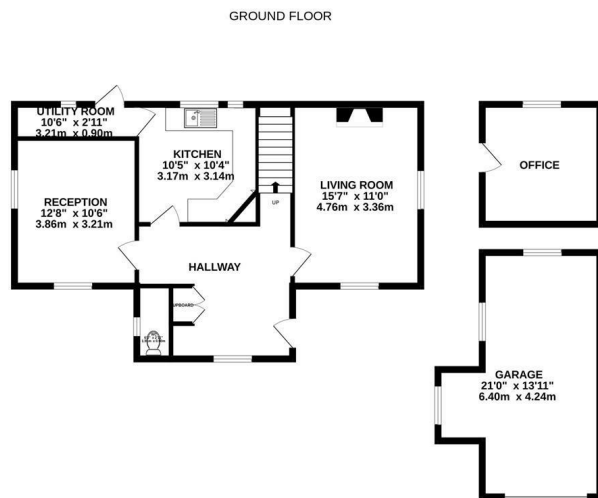 GROUND FLOOR
UTILITY ROOM
10'6" x 2'11"
3.21m x 0.90m
KITCHEN
10'5" x 10'4"
3.17m x 3.14m
RECEPTION
12'8" x 10'6"
3.86m x 3.21m
UP
LIVING ROOM
15'7" x 11'0"
4.76m x 3.36m
OFFICE
HALLWAY
UPBOARD
GARAGE
21'0" x 13'11"
6.40m x 4.24m